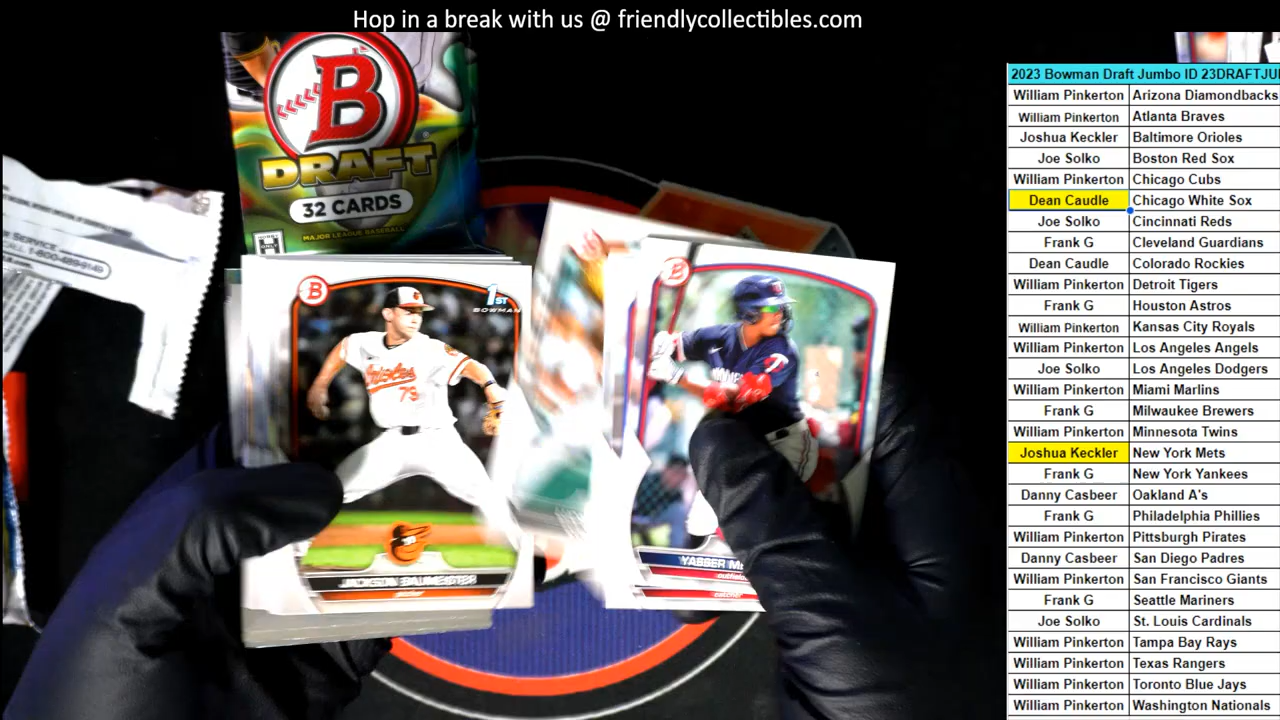 Hop in a break with us @ friendlycollectibles.com
B
DRAFT
32 CARDS
MAJOR LEAGUE BASEBALL
H
B
1ST
BOWMAN
Orioles
73
JACKSON BAUMEISTER
B
YASSER M
2023 Bowman Draft Jumbo ID 23DRAFTJU
William Pinkerton Arizona Diamondbacks
William Pinkerton Atlanta Braves
Joshua Keckler Baltimore Orioles
Joe Solko Boston Red Sox
William Pinkerton Chicago Cubs
Dean Caudle Chicago White Sox
Joe Solko Cincinnati Reds
Frank G Cleveland Guardians
Dean Caudle Colorado Rockies
William Pinkerton Detroit Tigers
Frank G Houston Astros
William Pinkerton Kansas City Royals
William Pinkerton Los Angeles Angels
Joe Solko Los Angeles Dodgers
William Pinkerton Miami Marlins
Frank G Milwaukee Brewers
William Pinkerton Minnesota Twins
Joshua Keckler New York Mets
Frank G New York Yankees
Danny Casbeer Oakland A's
Frank G Philadelphia Phillies
William Pinkerton Pittsburgh Pirates
Danny Casbeer San Diego Padres
William Pinkerton San Francisco Giants
Frank G Seattle Mariners
Joe Solko St. Louis Cardinals
William Pinkerton Tampa Bay Rays
William Pinkerton Texas Rangers
William Pinkerton Toronto Blue Jays
William Pinkerton Washington Nationals